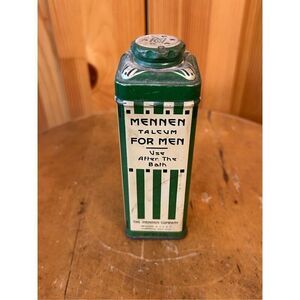 MENNEN
TALCUM
FOR MEN
Use
After The
Bath
THE MENNEN COMPANY